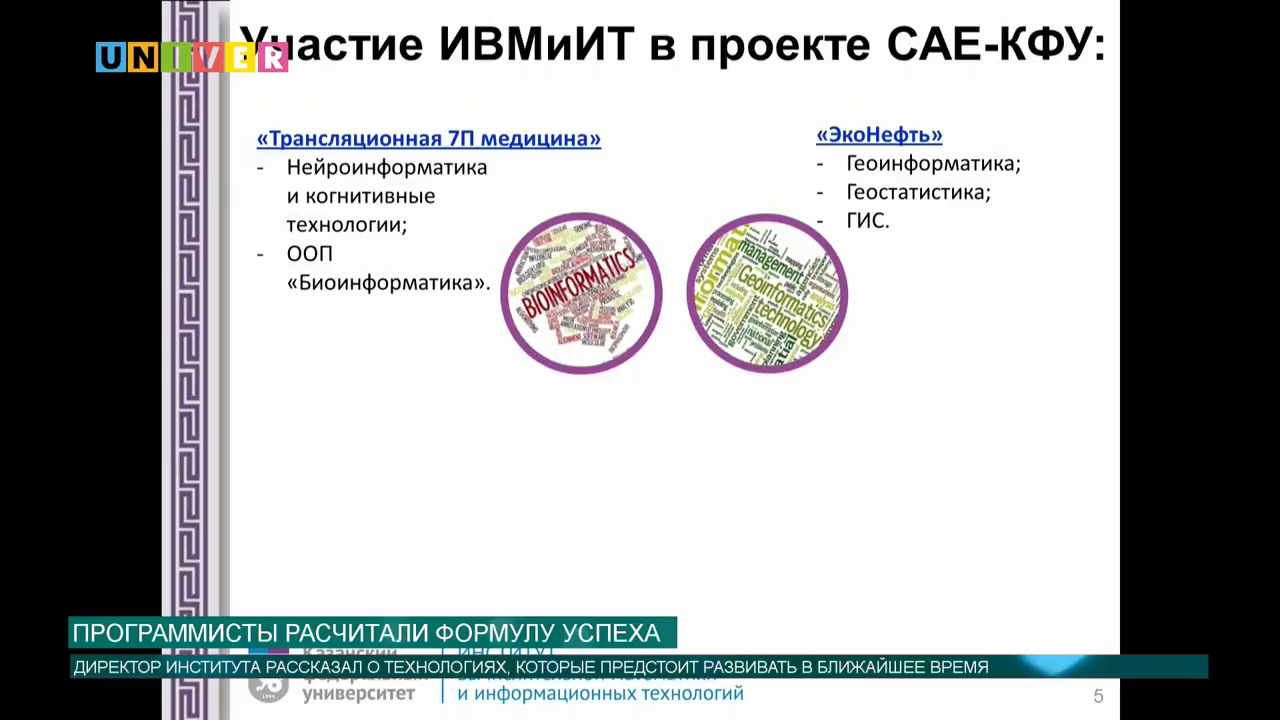 UNIVER
Участие ИВМиИТ в проекте САЕ-КФУ:
«Трансляционная 7П медицина»
- Нейроинформатика
и когнитивные
технологии;
- ООП
«Биоинформатика».
«ЭкоНефть»
- Геоинформатика;
- Геостатистика;
- ГИС.
BIOINFORMATICS
ALIGNMENT
management
Geoinformatics
technology
ПРОГРАММИСТЫ РАСЧИТАЛИ ФОРМУЛУ УСПЕХА
ДИРЕКТОР ИНСТИТУТА РАССКАЗАЛ О ТЕХНОЛОГИЯХ, КОТОРЫЕ ПРЕДСТОИТ РАЗВИВАТЬ В БЛИЖАЙШЕЕ ВРЕМЯ
университет
и информационных технологий
5